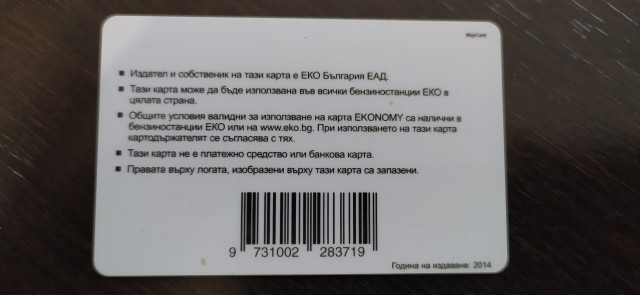 ▪ Издател и собственик на тази карта е ЕКО България ЕАД.
▪ Тази карта може да бъде използвана във всички бензиностанции ЕКО в
цялата страна.
▪ Общите условия валидни за използване на карта EKONOMY са налични в
бензиностанции ЕКО или на www.eko.bg. При използването на тази карта
картодържателят се съгласява с тях.
▪ Тази карта не е платежно средство или банкова карта.
▪ Правата върху логата, изобразени върху тази карта са запазени.
9 731002 283719
Година на издаване: 2014